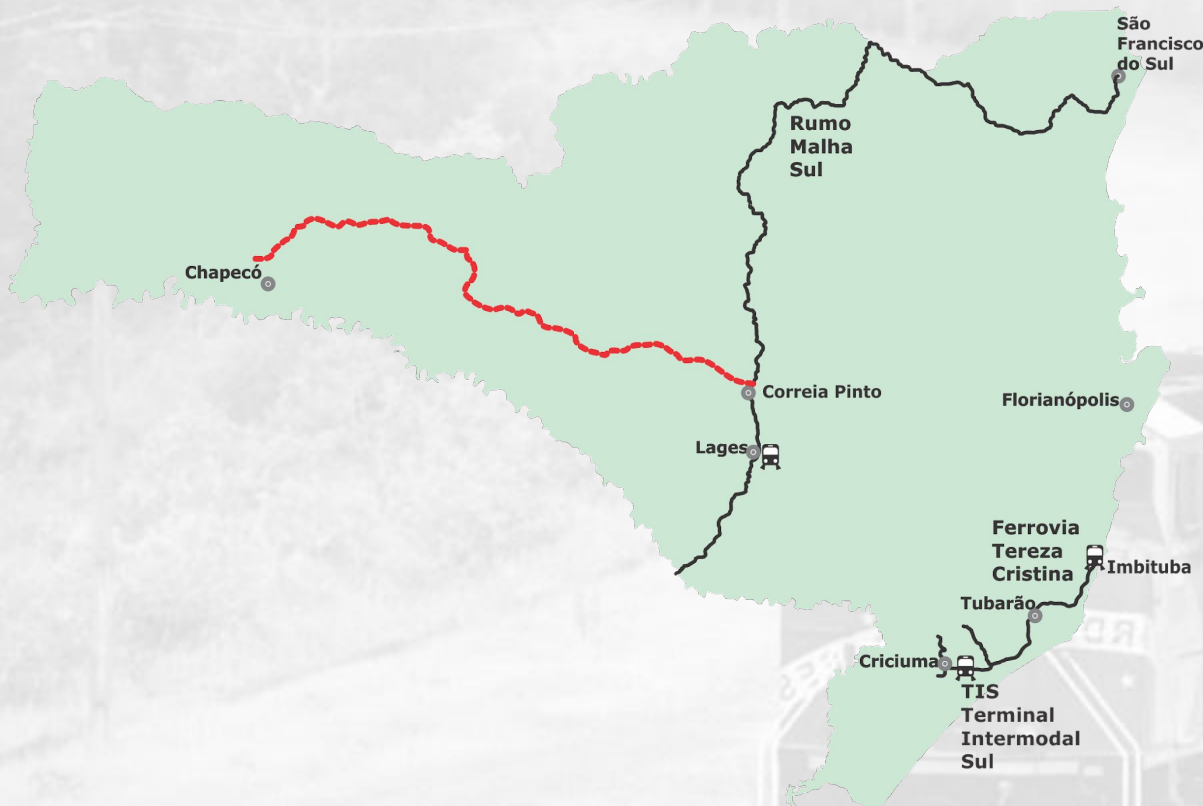 São
Francisco
do Sul
Rumo
Malha
Sul
Chapecó
Correia Pinto
Florianópolis
Lages
Ferrovia
Tereza
Cristina
Imbituba
Tubarão
Criciuma
TIS
Terminal
Intermodal
Sul